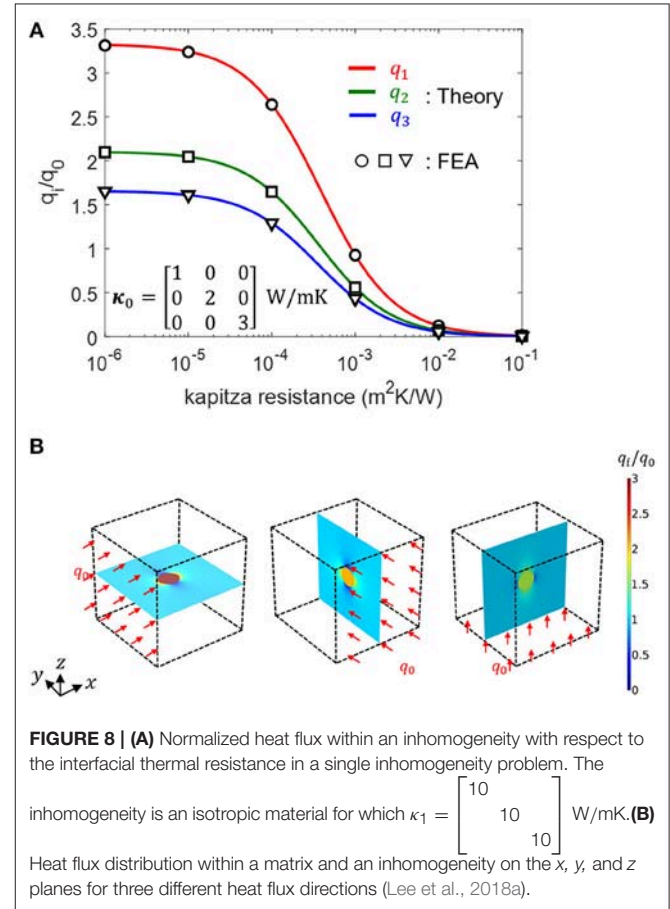 A
3.5
3
2.5
2
1.5
1
0.5
0
q_i/q_0
q_1
q_2 : Theory
q_3
: FEA
κ_0 = [1 0 0
0 2 0
0 0 3] W/mK
10^-6 10^-5 10^-4 10^-3 10^-2 10^-1
kapitza resistance (m^2K/W)
B
q_i/q_0
3
2.5
2
1.5
1
0.5
0
q_0
q_0
q_0
y z x
FIGURE 8 | (A) Normalized heat flux within an inhomogeneity with respect to
the interfacial thermal resistance in a single inhomogeneity problem. The
inhomogeneity is an isotropic material for which κ_1 = [10
10
10] W/mK.(B)
Heat flux distribution within a matrix and an inhomogeneity on the x, y, and z
planes for three different heat flux directions (Lee et al., 2018a).